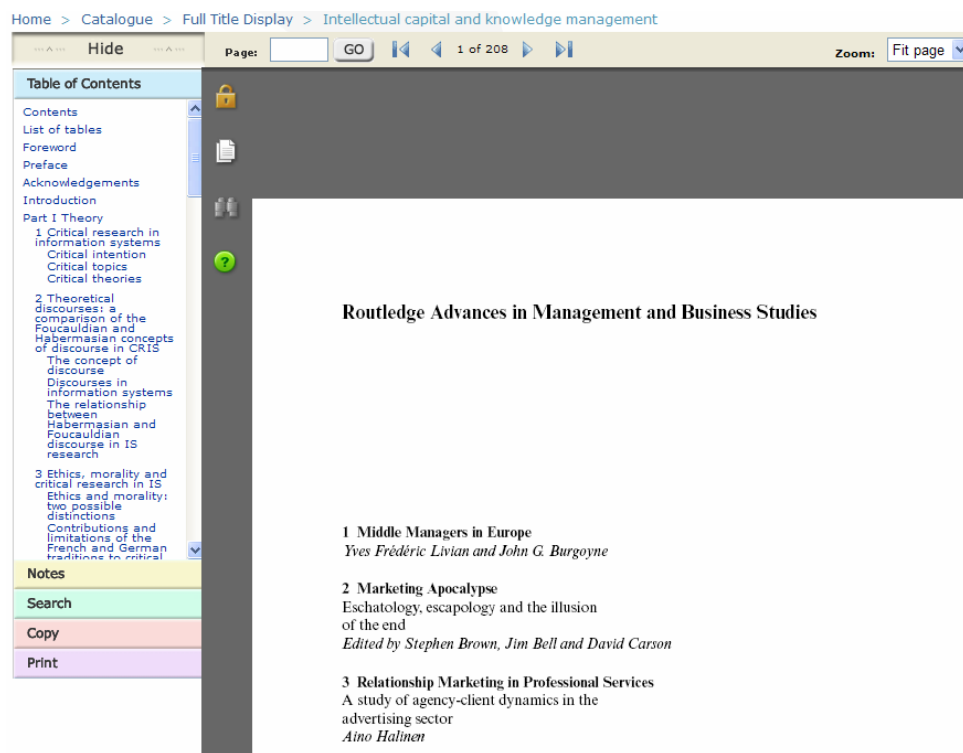 Home > Catalogue > Full Title Display > Intellectual capital and knowledge management
Hide
Page:
GO
1 of 208
Zoom:
Fit page
Table of Contents
Contents
List of tables
Foreword
Preface
Acknowledgements
Introduction
Part I Theory
1 Critical research in
information systems
Critical intention
Critical topics
Critical theories
2 Theoretical
discourses: a
comparison of the
Foucauldian and
Habermasian concepts
of discourse in CRIS
The concept of
discourse
Discourses in
information systems
The relationship
between
Habermasian and
Foucauldian
discourse in IS
research
3 Ethics, morality and
critical research in IS
Ethics and morality:
two possible
distinctions
Contributions and
limitations of the
French and German
traditions to critical
Notes
Search
Copy
Print
?
Routledge Advances in Management and Business Studies
1 Middle Managers in Europe
Yves Frédéric Livian and John G. Burgoyne
2 Marketing Apocalypse
Eschatology, escapology and the illusion
of the end
Edited by Stephen Brown, Jim Bell and David Carson
3 Relationship Marketing in Professional Services
A study of agency-client dynamics in the
advertising sector
Aino Halinen